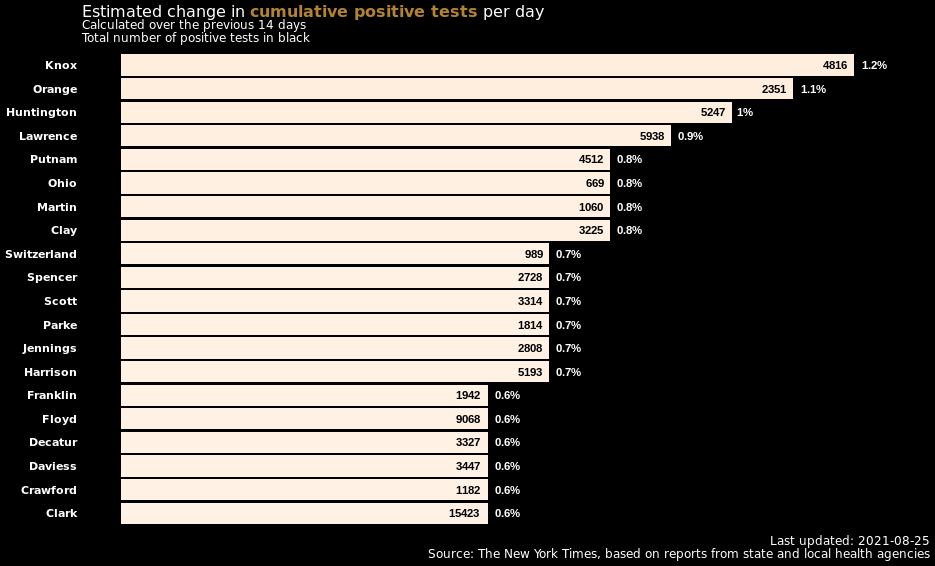 Estimated change in cumulative positive tests per day
Calculated over the previous 14 days
Total number of positive tests in black
Knox 4816 1.2%
Orange 2351 1.1%
Huntington 5247 1%
Lawrence 5938 0.9%
Putnam 4512 0.8%
Ohio 669 0.8%
Martin 1060 0.8%
Clay 3225 0.8%
Switzerland 989 0.7%
Spencer 2728 0.7%
Scott 3314 0.7%
Parke 1814 0.7%
Jennings 2808 0.7%
Harrison 5193 0.7%
Franklin 1942 0.6%
Floyd 9068 0.6%
Decatur 3327 0.6%
Daviess 3447 0.6%
Crawford 1182 0.6%
Clark 15423 0.6%
Last updated: 2021-08-25
Source: The New York Times, based on reports from state and local health agencies